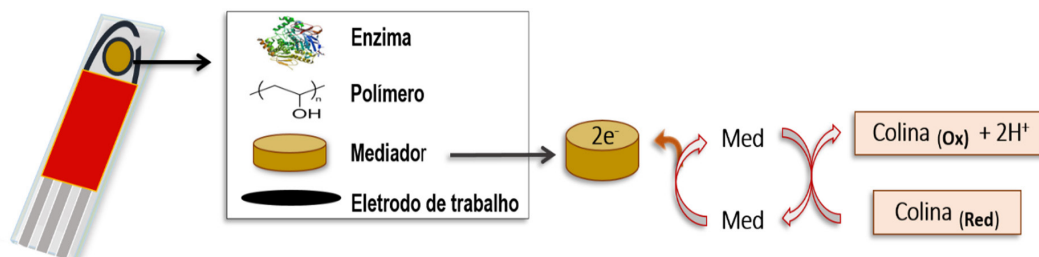 Enzima
n
OH
Polímero
Mediador
Eletrodo de trabalho
2e⁻
Med
Med
Colina (Ox) + 2H⁺
Colina (Red)